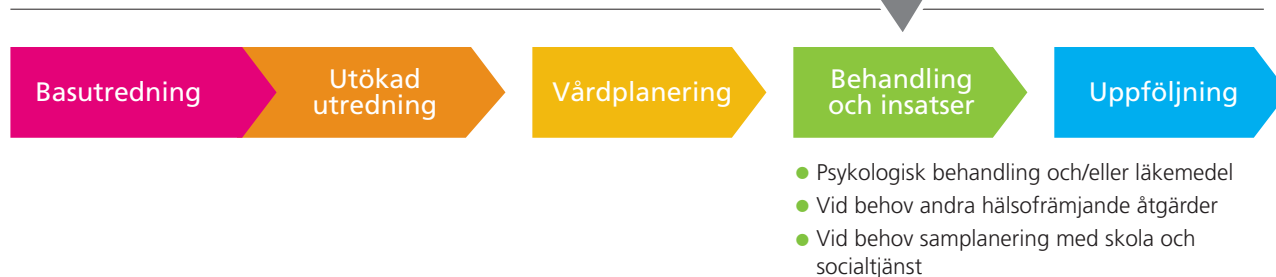 Basutredning
Utökad
utredning
Vårdplanering
Behandling
och insatser
Uppföljning
• Psykologisk behandling och/eller läkemedel
• Vid behov andra hälsofrämjande åtgärder
• Vid behov samplanering med skola och
socialtjänst